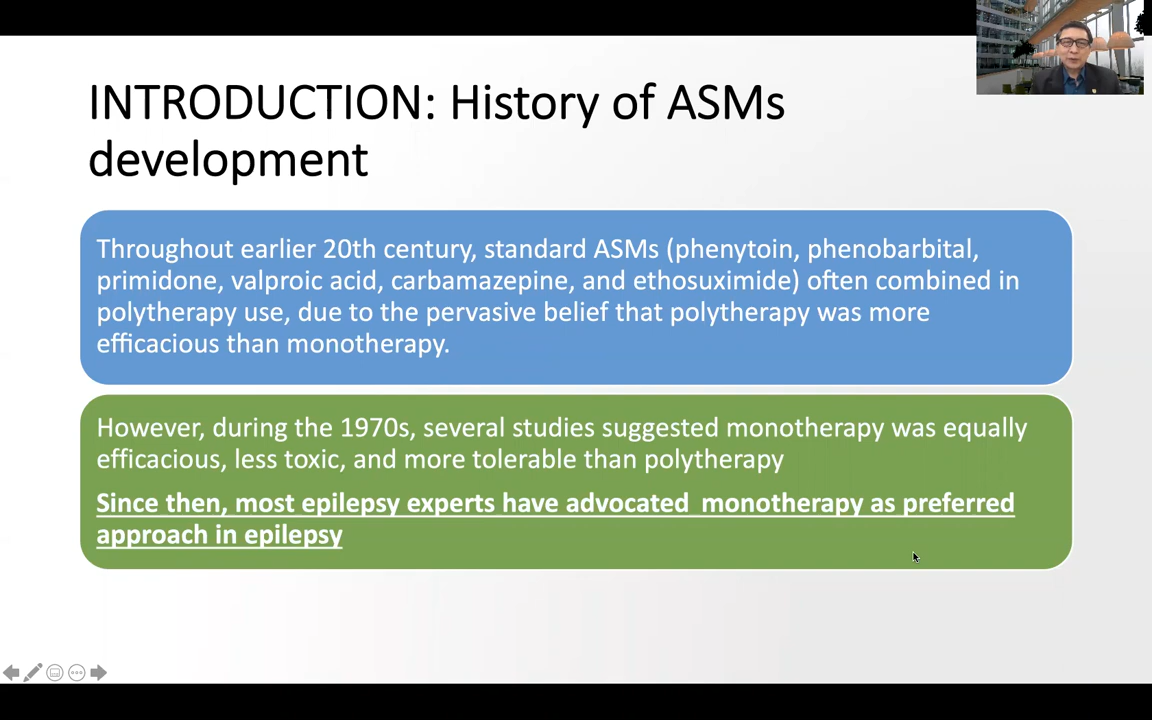 INTRODUCTION: History of ASMs
development
Throughout earlier 20th century, standard ASMs (phenytoin, phenobarbital,
primidone, valproic acid, carbamazepine, and ethosuximide) often combined in
polytherapy use, due to the pervasive belief that polytherapy was more
efficacious than monotherapy.
However, during the 1970s, several studies suggested monotherapy was equally
efficacious, less toxic, and more tolerable than polytherapy
Since then, most epilepsy experts have advocated  monotherapy as preferred
approach in epilepsy